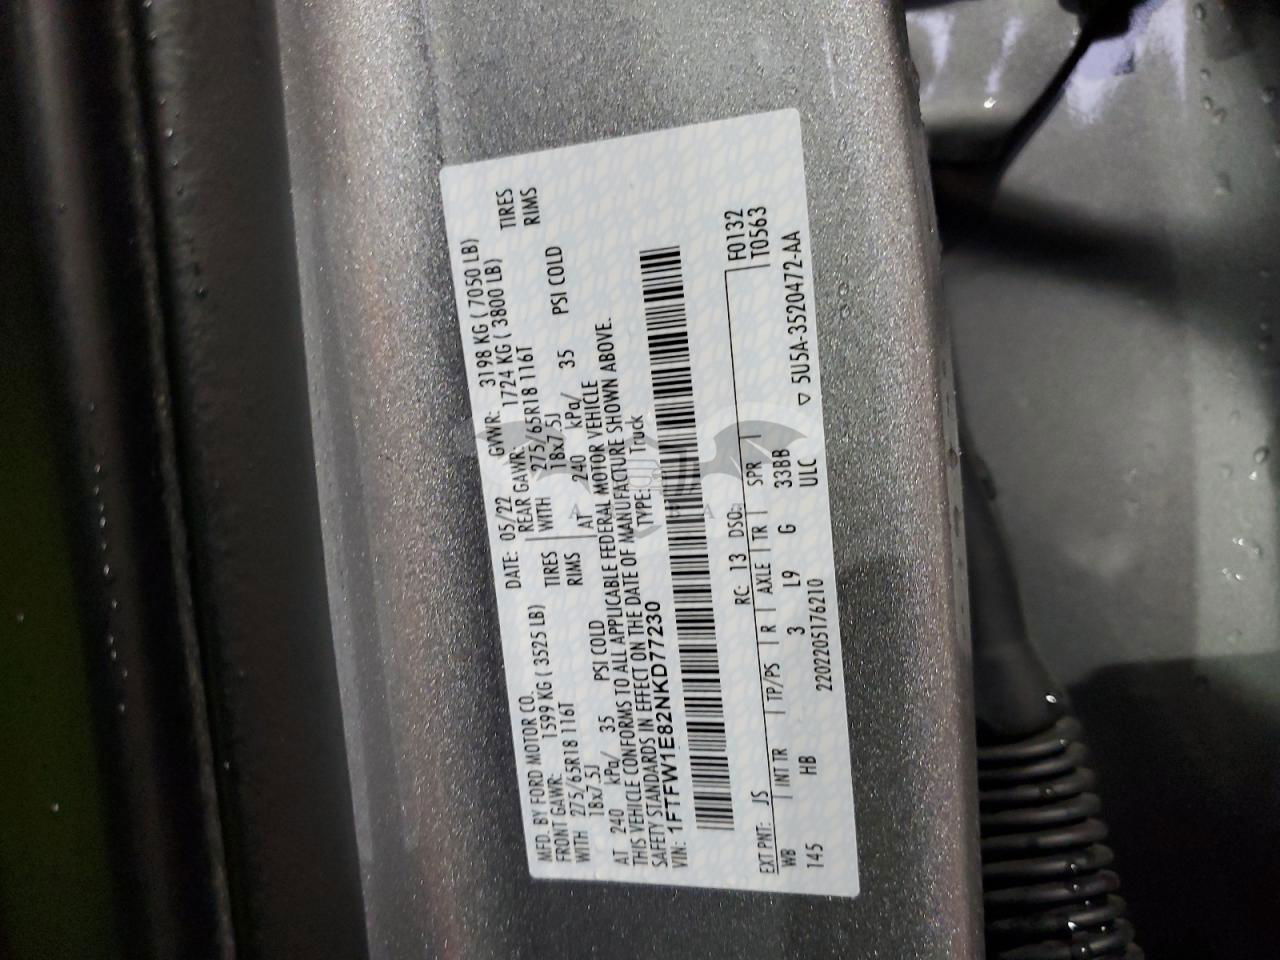 MFD. BY FORD MOTOR CO.
DATE: 05/22 GVWR: 3198 KG ( 7050 LB)
FRONT GAWR: 1599 KG ( 3525 LB)
REAR GAWR: 1724 KG ( 3800 LB)
WITH 275/65R18 116T TIRES
WITH 275/65R18 116T TIRES
18x7.5J RIMS
18x7.5J RIMS
AT 240 kPa/ 35 PSI COLD
AT 240 kPa/ 35 PSI COLD
THIS VEHICLE CONFORMS TO ALL APPLICABLE FEDERAL MOTOR VEHICLE
SAFETY STANDARDS IN EFFECT ON THE DATE OF MANUFACTURE SHOWN ABOVE.
VIN: 1FTFW1E82NKD77230
TYPE: Truck
EXT PNT: JS RC: 13 DSO: F0132
WB INT TR TP/PS R AXLE TR SPR T0563
145 HB 3 L9 G 33BB
2202205176210 ULC ▽ 5U5A-3520472-AA